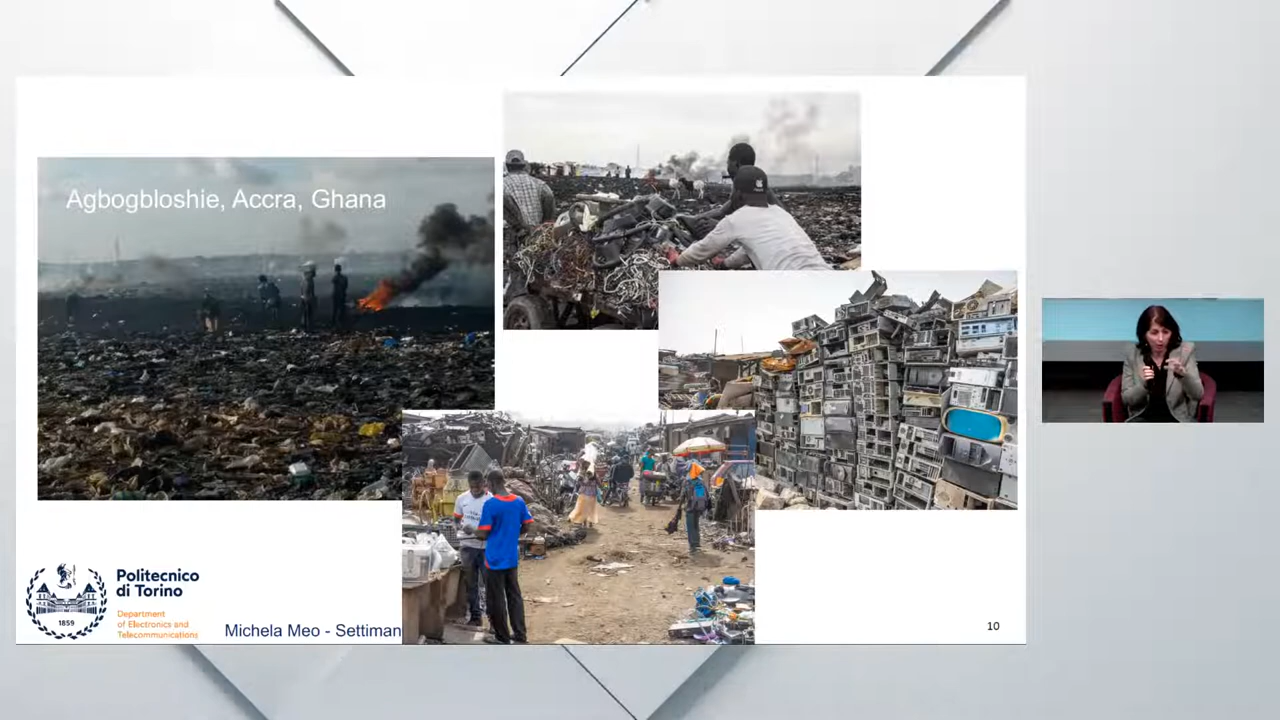 Agbogbloshie, Accra, Ghana
1859
Politecnico
di Torino
Department
of Electronics and
Telecommunications
Michela Meo - Settiman
10